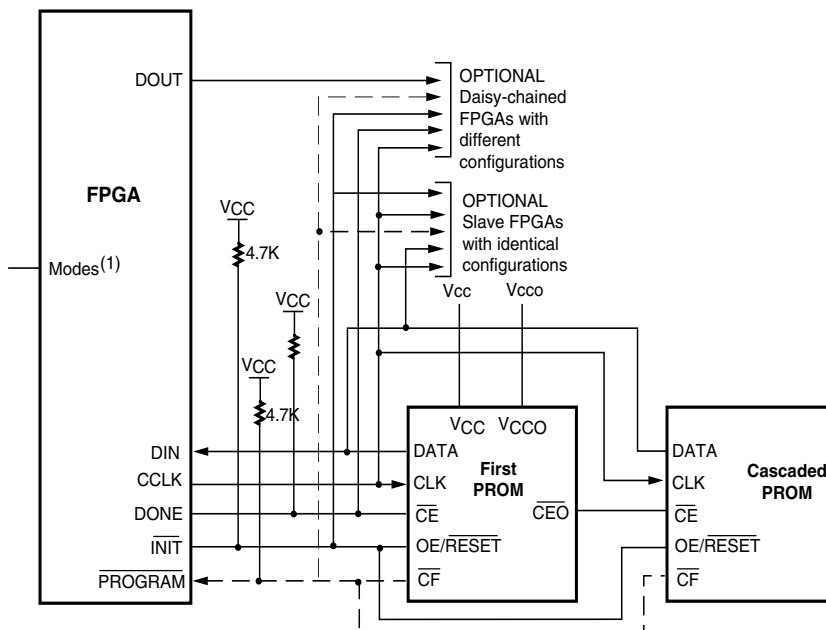 DOUT
OPTIONAL
Daisy-chained
FPGAs with
different
configurations
FPGA
VCC
4.7K
OPTIONAL
Slave FPGAs
with identical
configurations
Modes(1)
Vcc
Vcco
VCC
VCC
4.7K
VCC
VCCO
DIN
DATA
First
PROM
DATA
CCLK
CLK
CLK
Cascaded
PROM
DONE
CE
CEO
CE
INIT
OE/RESET
OE/RESET
PROGRAM
CF
CF